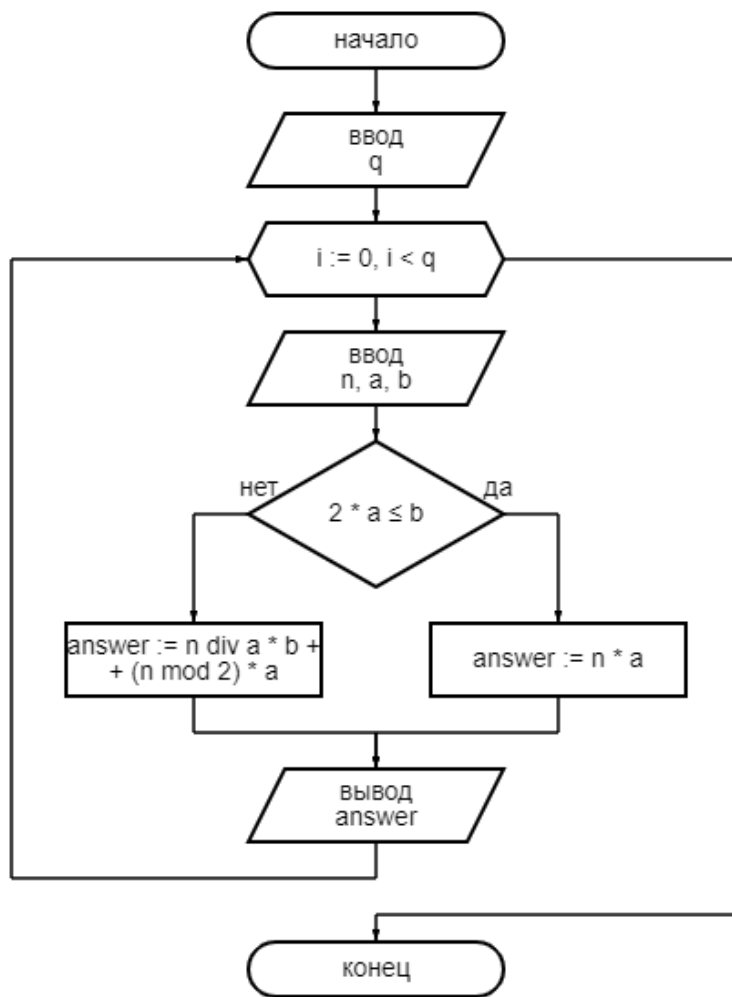 начало
ввод
q
i := 0, i < q
ввод
n, a, b
нет
да
2 * a ≤ b
answer := n div a * b +
+ (n mod 2) * a
answer := n * a
вывод
answer
конец